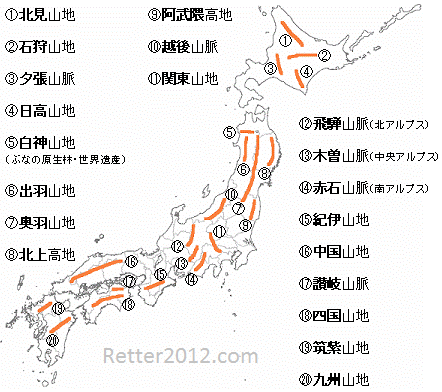 ①北見山地
②石狩山地
③夕張山脈
④日高山地
⑤白神山地
(ぶなの原生林・世界遺産)
⑥出羽山地
⑦奥羽山地
⑧北上高地
⑨阿武隈高地
⑩越後山脈
⑪関東山地
⑫飛騨山脈(北アルプス)
⑬木曽山脈(中央アルプス)
⑭赤石山脈(南アルプス)
⑮紀伊山地
⑯中国山地
⑰讃岐山脈
⑱四国山地
⑲筑紫山地
⑳九州山地
①
②
③
④
⑤
⑥
⑧
⑩
⑦
⑨
⑪
⑫
⑬
⑭
⑯
⑮
⑰
⑱
⑲
⑳
Retter2012.com